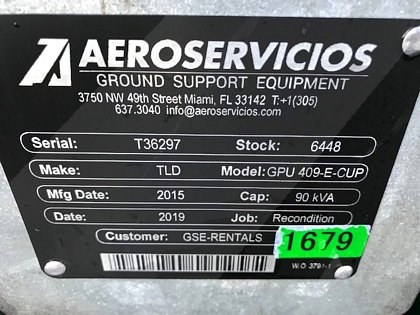 AEROSERVICIOS
GROUND SUPPORT EQUIPMENT
3750 NW 49th Street Miami, FL 33142 T:+1(305)
637.3040 info@aeroservicios.com
Serial: T36297 Stock: 6448
Make: TLD Model: GPU 409-E-CUP
Mfg Date: 2015 Cap: 90 kVA
Date: 2019 Job: Recondition
Customer: GSE-RENTALS 1679
W.O 3791-1